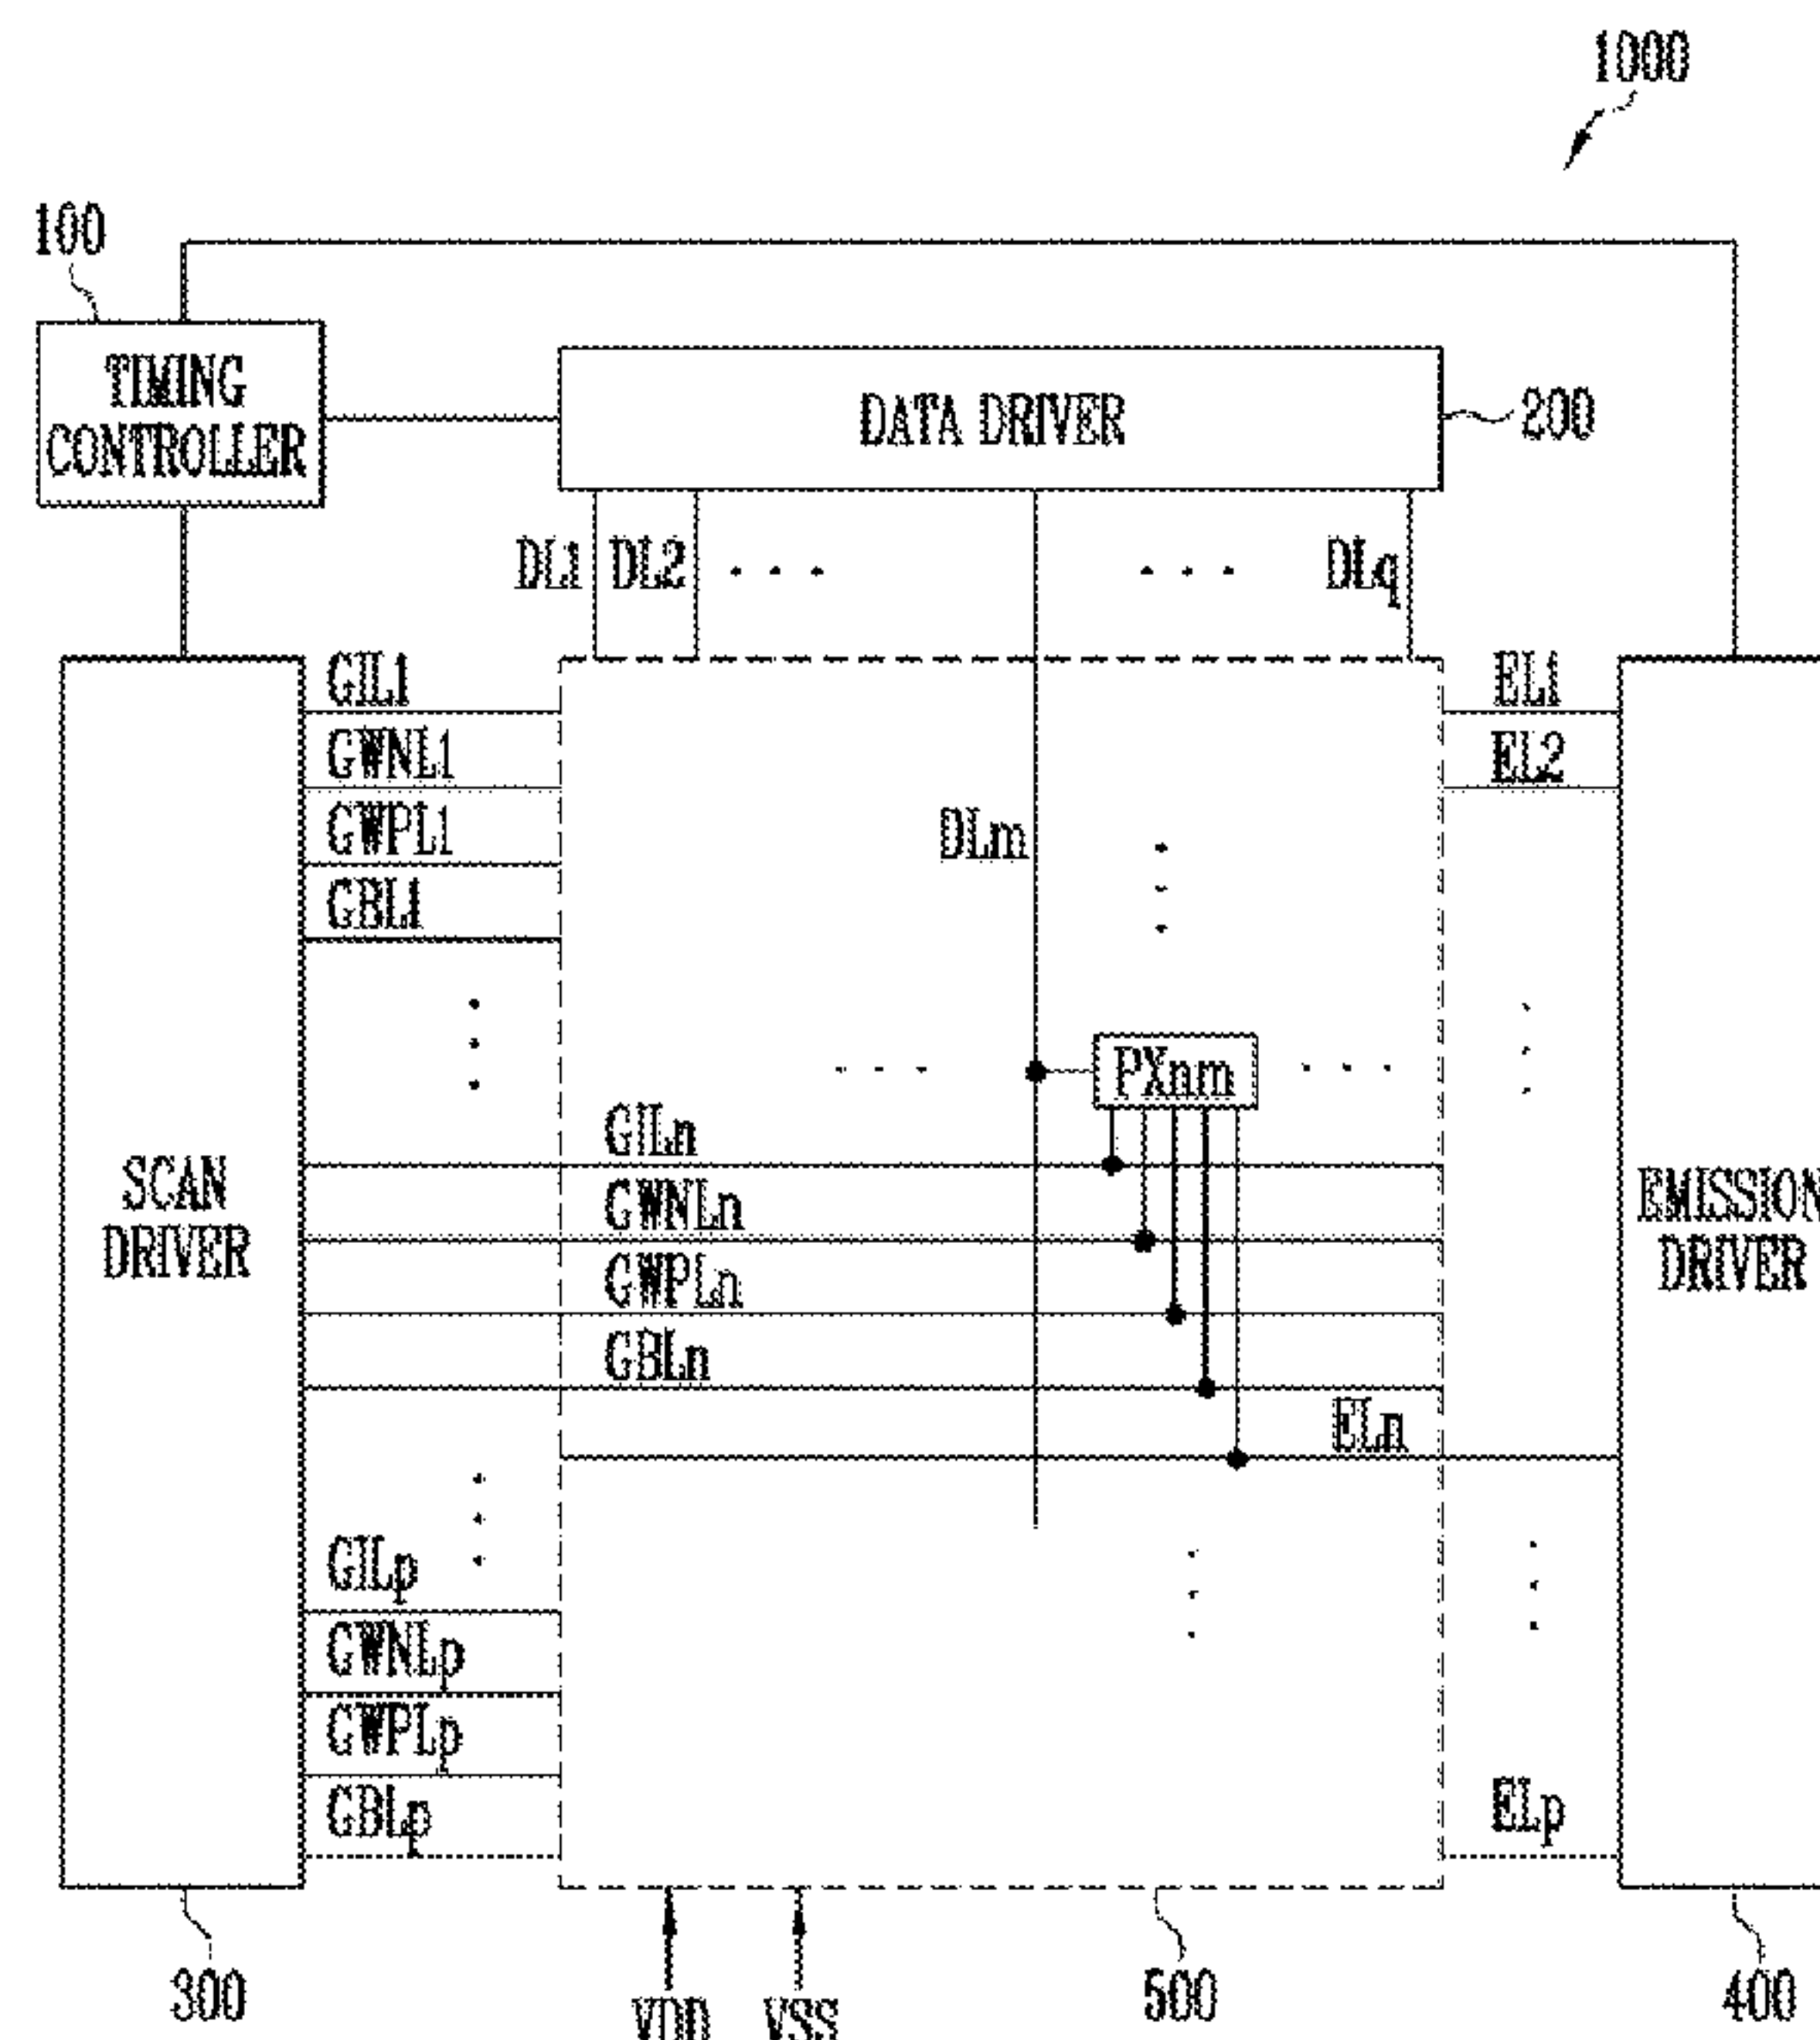 1000
100
TIMING
CONTROLLER
DATA DRIVER
200
DL1 DL2 . . . . . . DLq
GIL1
EL1
GWNL1
EL2
GWPL1
DLm
GBL1
PXnm
GILn
SCAN
DRIVER
GWNLn
EMISSION
DRIVER
GWPLn
GBLn
ELn
GILp
GWNLp
GWPLp
GBLp
ELp
300
VDD
VSS
500
400